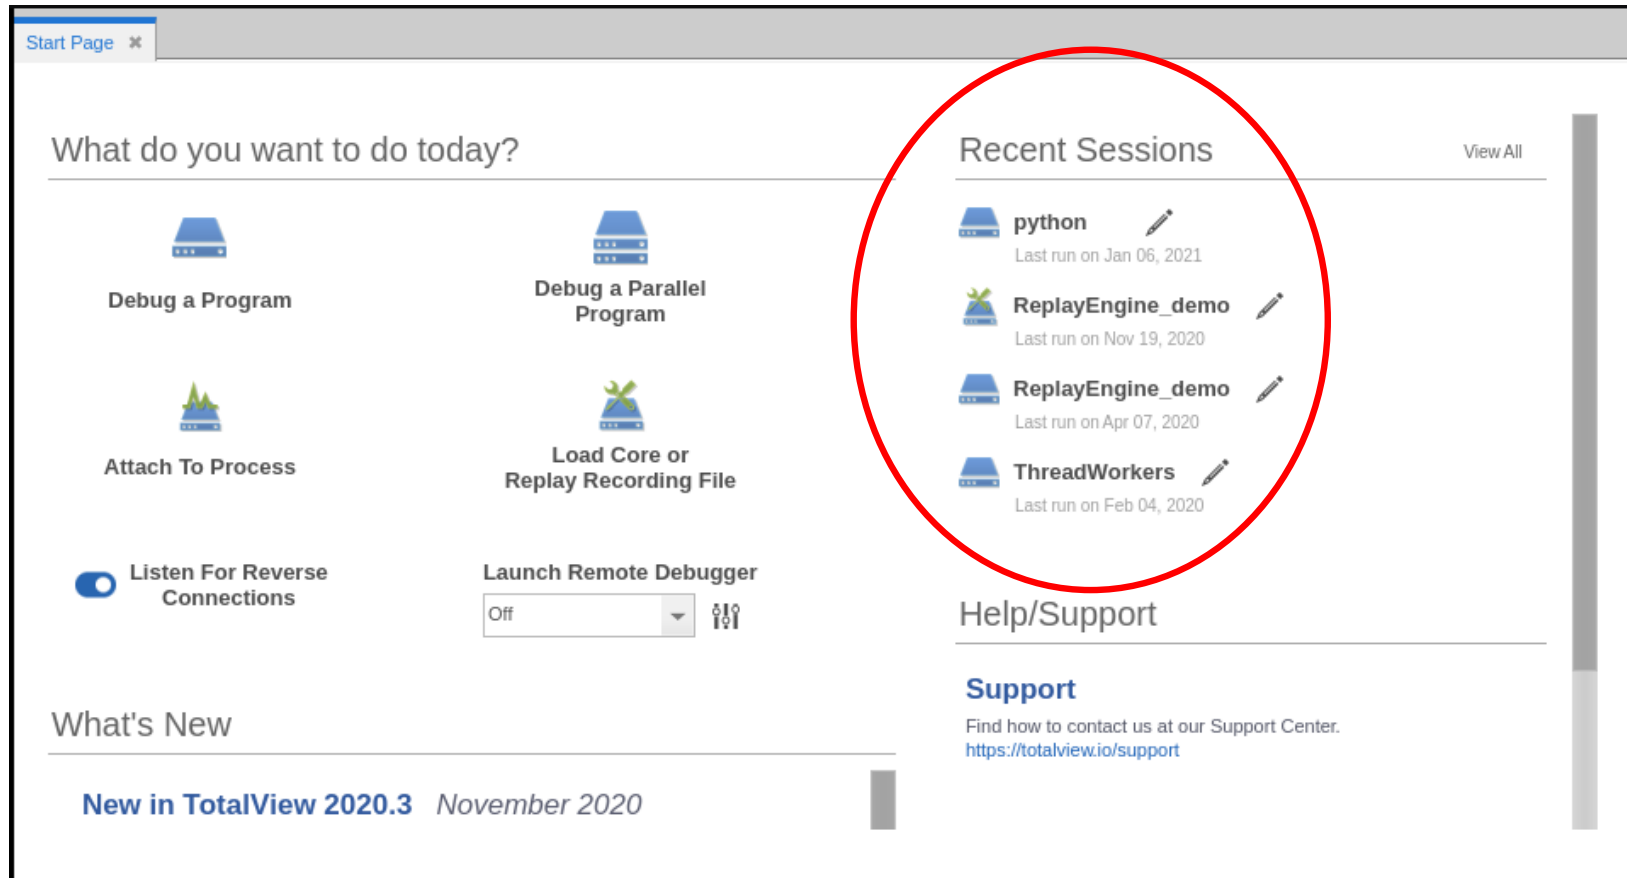 Start Page
What do you want to do today?
Debug a Program
Debug a Parallel
Program
Attach To Process
Load Core or
Replay Recording File
Listen For Reverse
Connections
Launch Remote Debugger
Off
What's New
New in TotalView 2020.3 November 2020
Recent Sessions
View All
python
Last run on Jan 06, 2021
ReplayEngine_demo
Last run on Nov 19, 2020
ReplayEngine_demo
Last run on Apr 07, 2020
ThreadWorkers
Last run on Feb 04, 2020
Help/Support
Support
Find how to contact us at our Support Center.
https://totalview.io/support